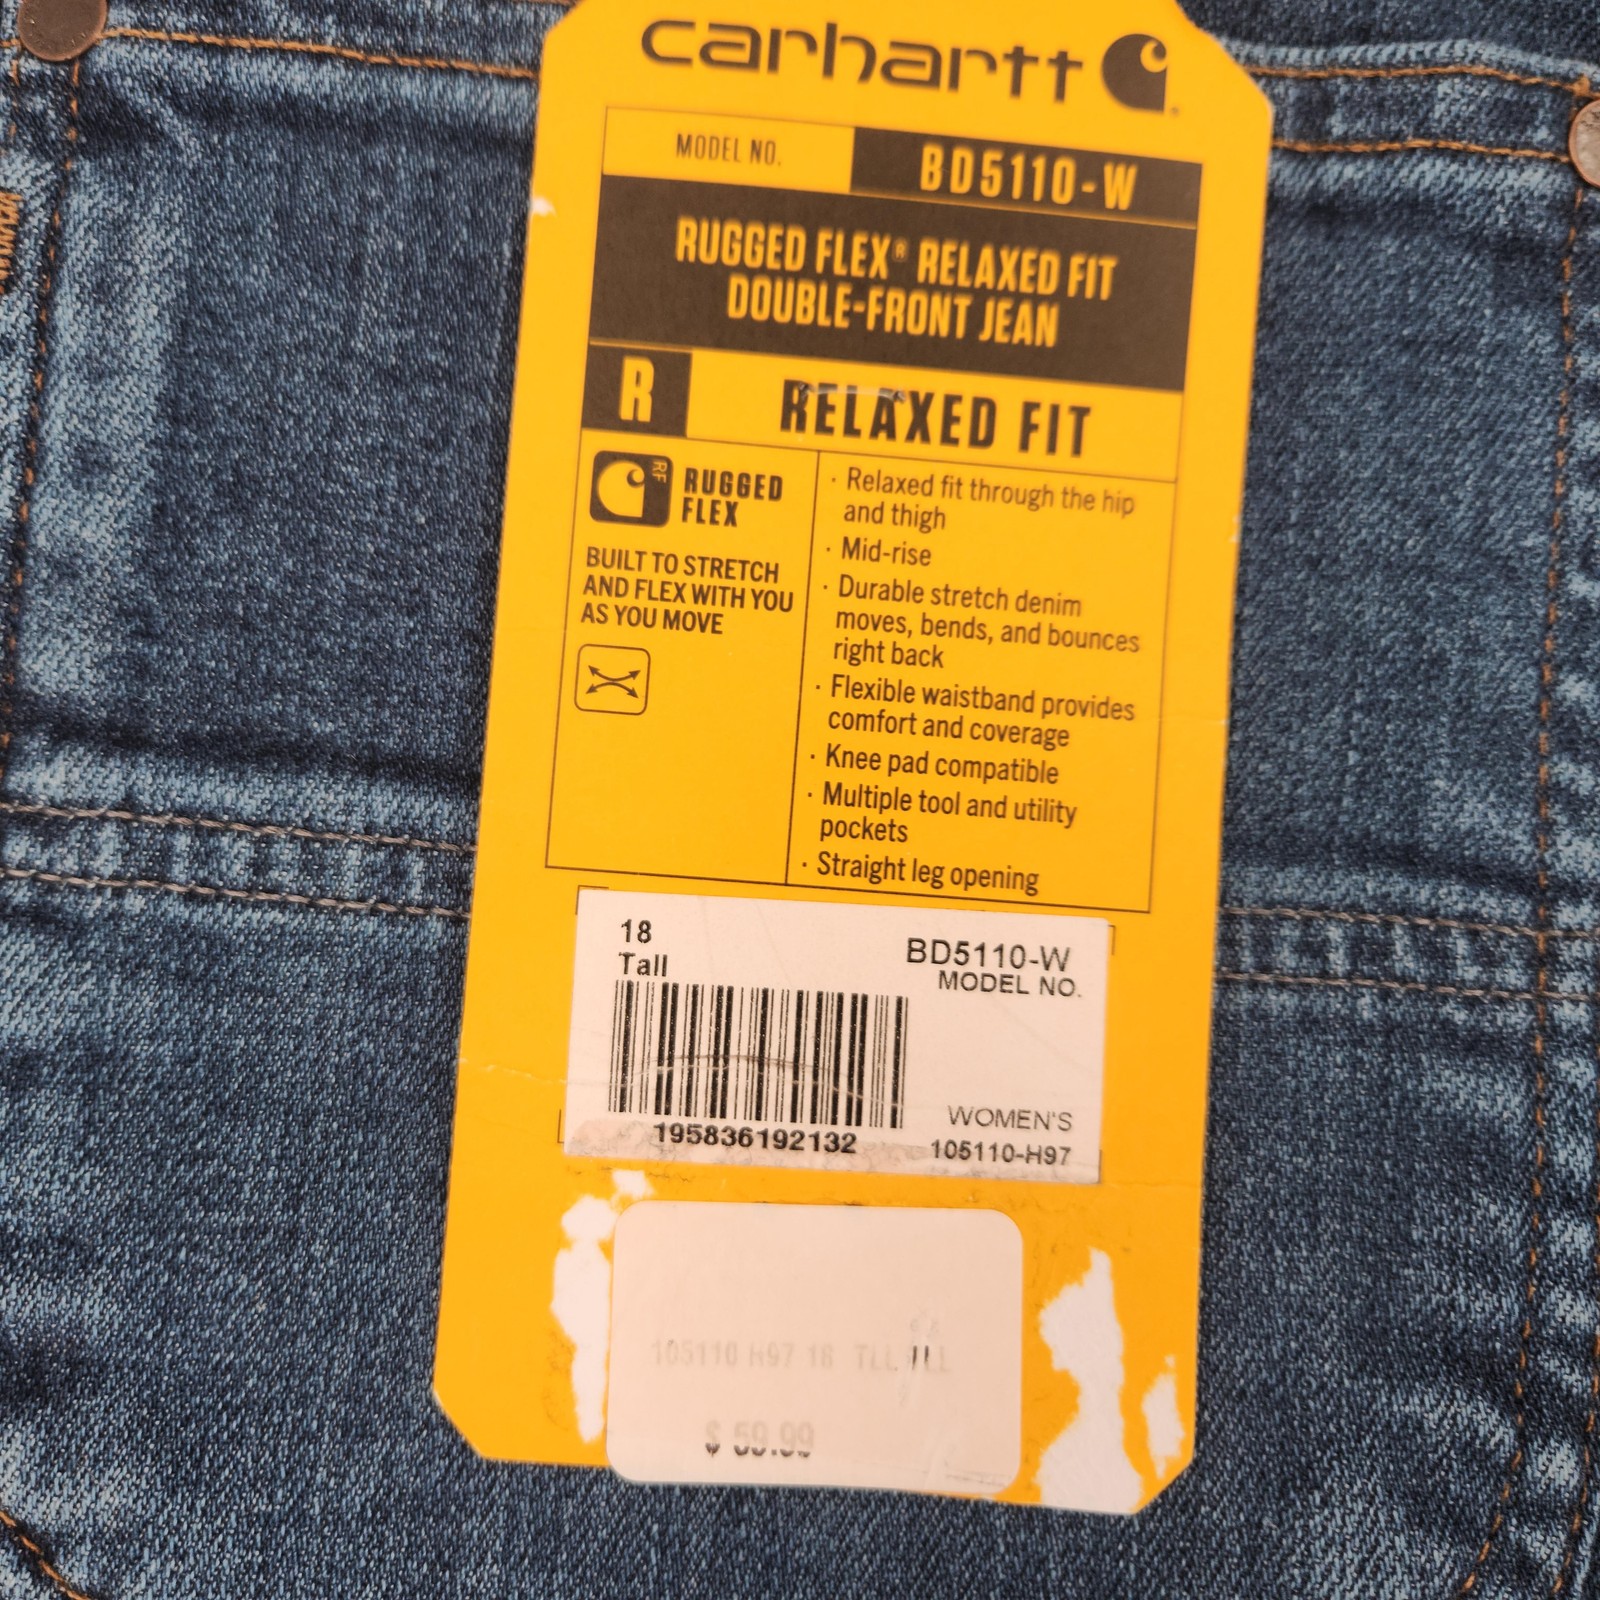 carhartt
MODEL NO.
BD5110-W
RUGGED FLEX® RELAXED FIT
DOUBLE-FRONT JEAN
R
RELAXED FIT
RF
RUGGED
FLEX
BUILT TO STRETCH
AND FLEX WITH YOU
AS YOU MOVE
· Relaxed fit through the hip
and thigh
· Mid-rise
· Durable stretch denim
moves, bends, and bounces
right back
· Flexible waistband provides
comfort and coverage
· Knee pad compatible
· Multiple tool and utility
pockets
· Straight leg opening
18
Tall
BD5110-W
MODEL NO.
WOMEN'S
195836192132
105110-H97
105110 H97 TLL
$ 59.99